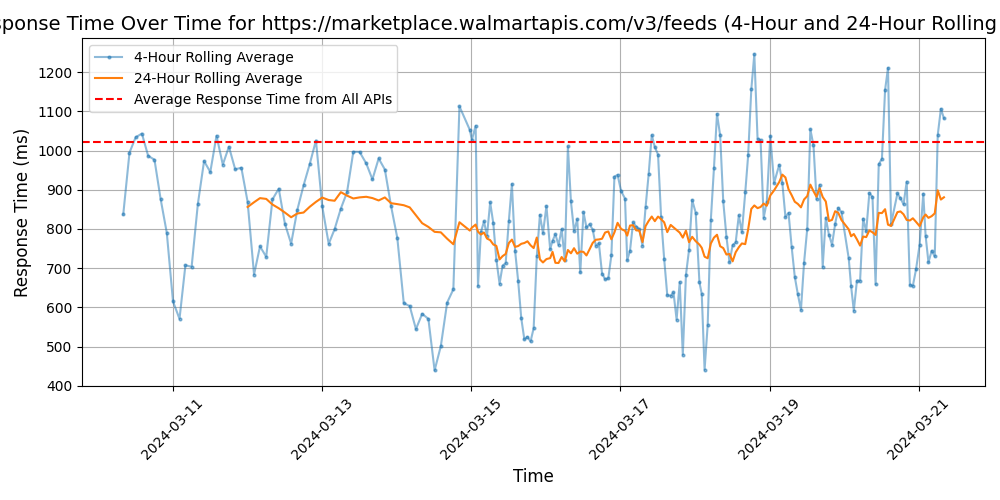 sponse Time Over Time for https://marketplace.walmartapis.com/v3/feeds (4-Hour and 24-Hour Rolling
4-Hour Rolling Average
24-Hour Rolling Average
Average Response Time from All APIs
Response Time (ms)
1200
1100
1000
900
800
700
600
500
400
2024-03-11
2024-03-13
2024-03-15
2024-03-17
2024-03-19
2024-03-21
Time